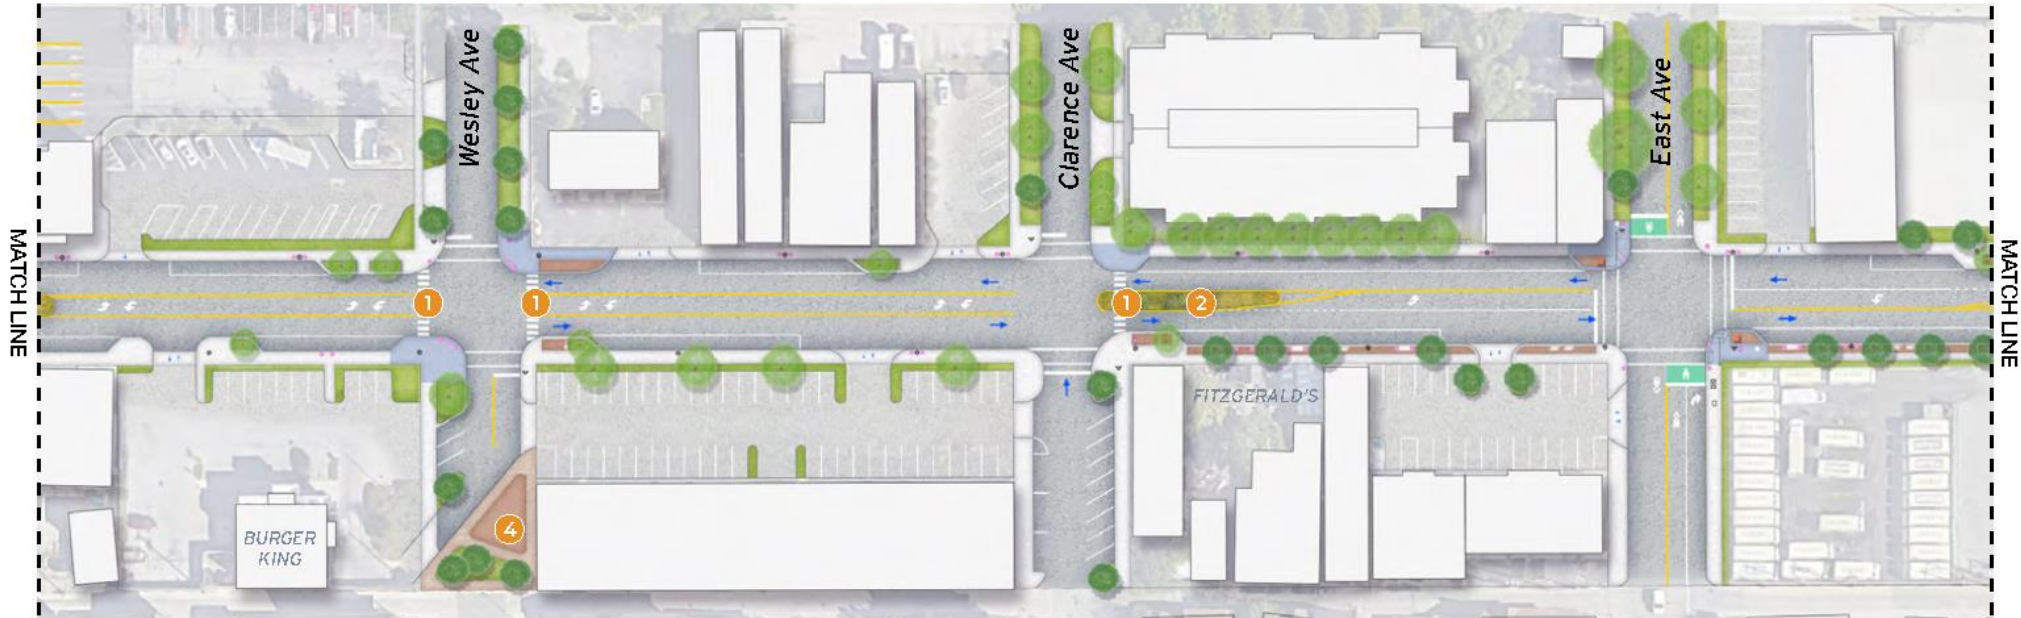 Wesley Ave
Clarence Ave
East Ave
MATCH LINE
MATCH LINE
1
1
1
2
FITZGERALD'S
4
BURGER
KING